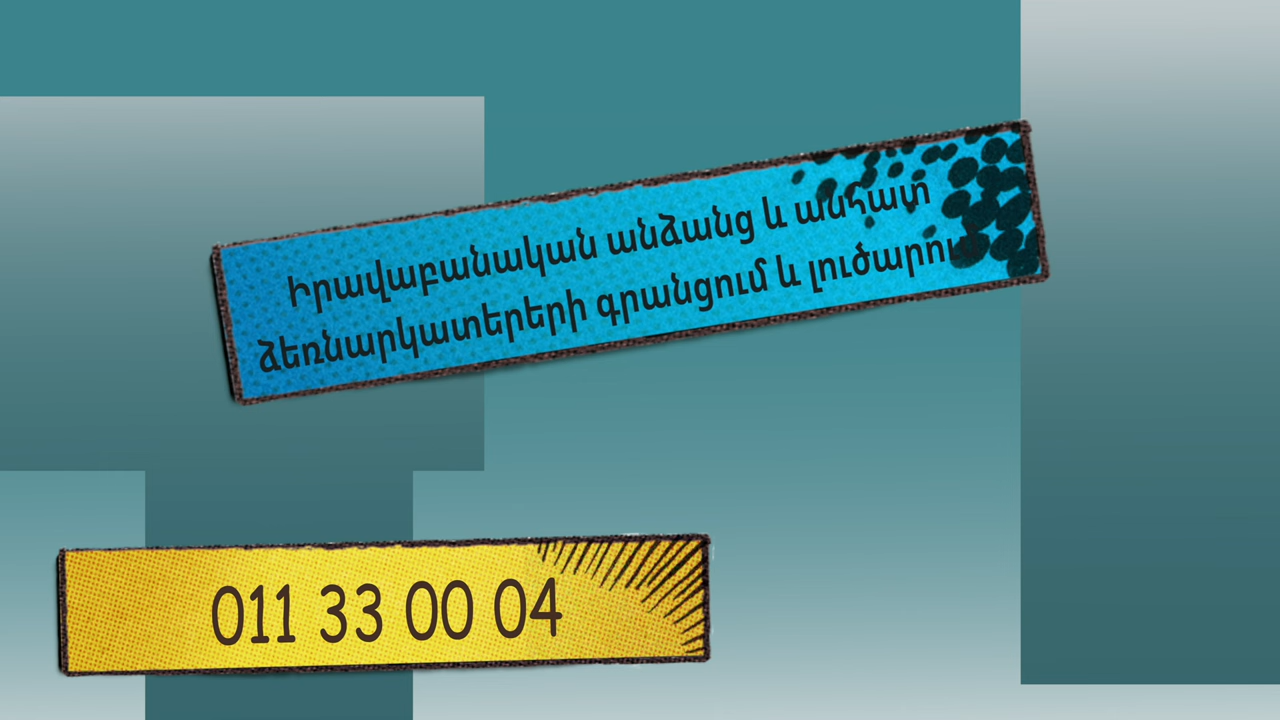 Իրավաբանական անձանց և անհատ
ձեռնարկատերերի գրանցում և
011 33 00 04